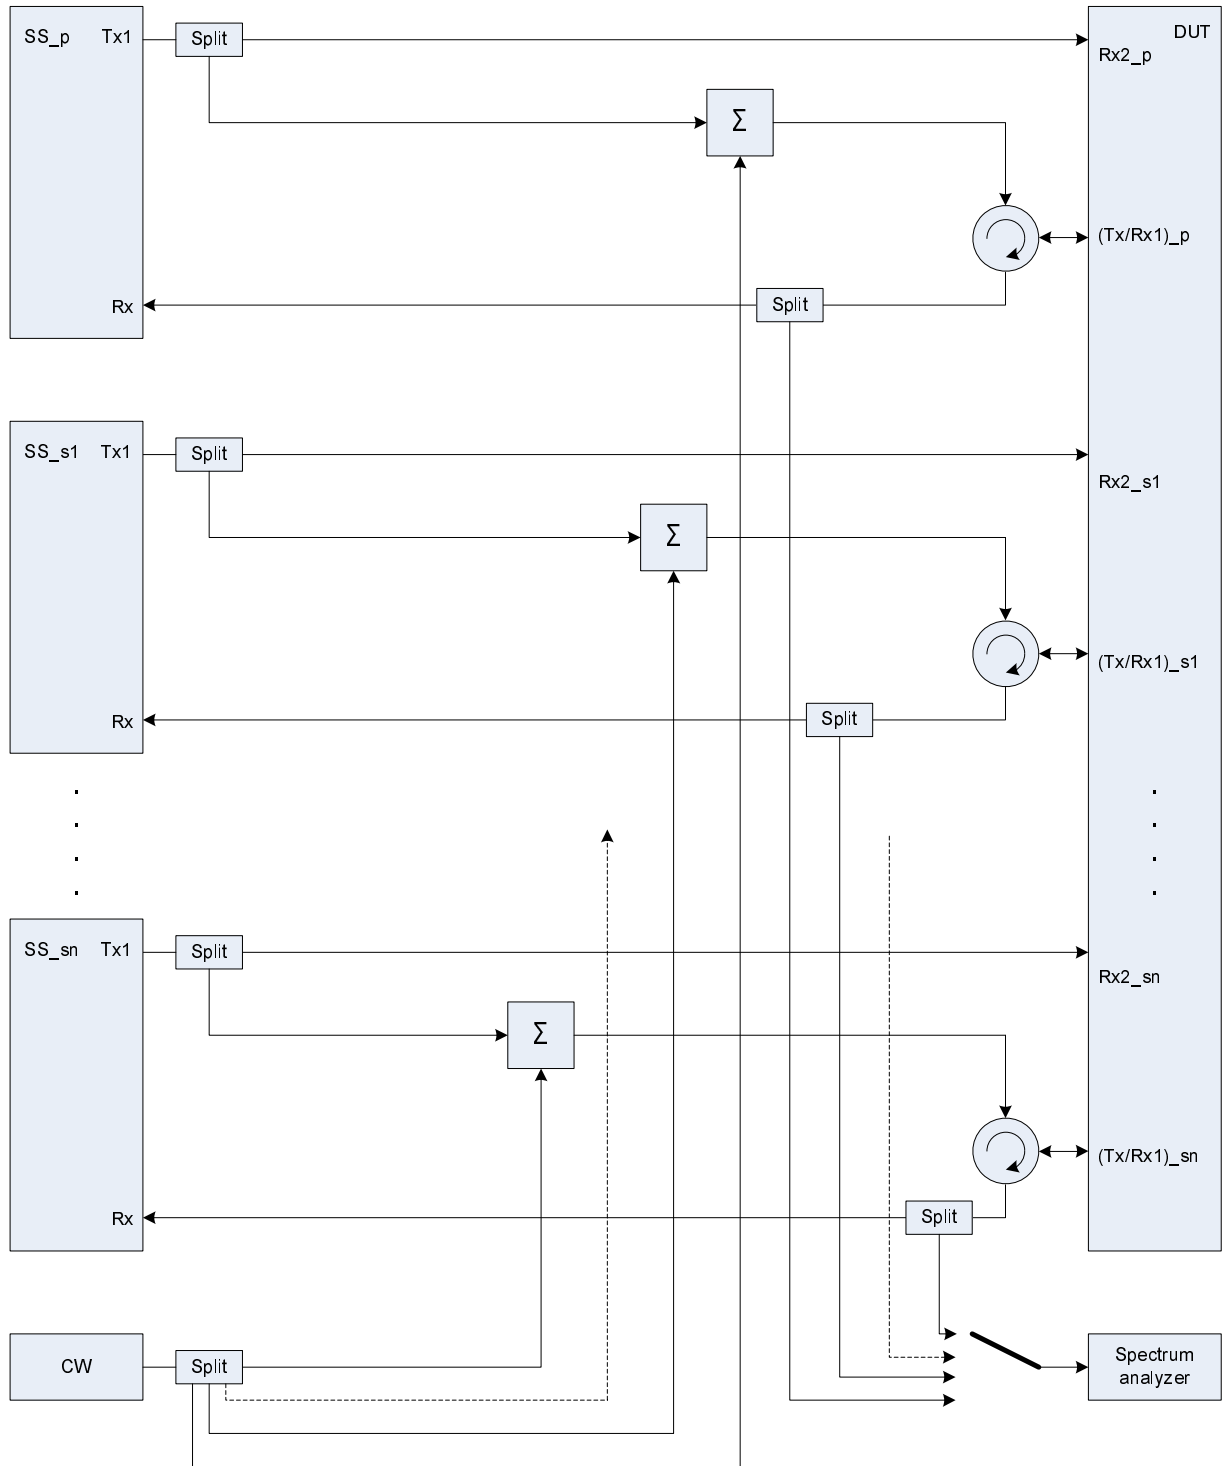 SS_p Tx1 Split DUT
Rx2_p
Σ
(Tx/Rx1)_p
Rx Split
SS_s1 Tx1 Split
Rx2_s1
Σ
(Tx/Rx1)_s1
Rx Split
.
.
.
.
.
.
.
.
SS_sn Tx1 Split
Rx2_sn
Σ
(Tx/Rx1)_sn
Rx Split
CW Split
Spectrum
analyzer